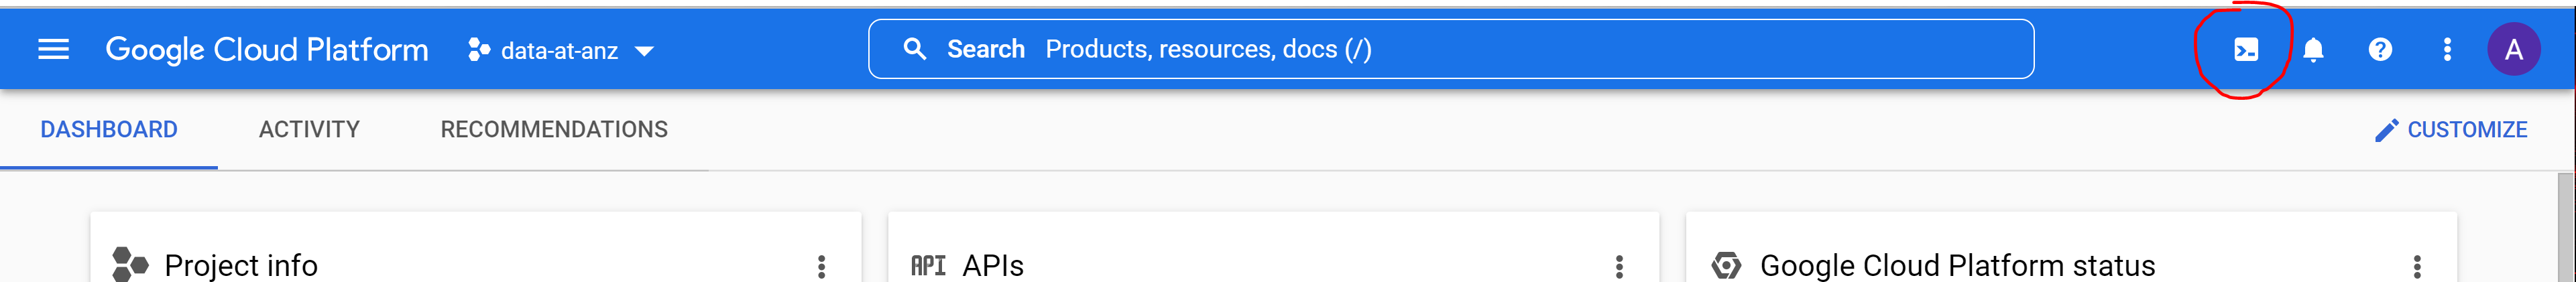 Google Cloud Platform data-at-anz Search Products, resources, docs (/) A
DASHBOARD ACTIVITY RECOMMENDATIONS CUSTOMIZE
Project info API APIs Google Cloud Platform status